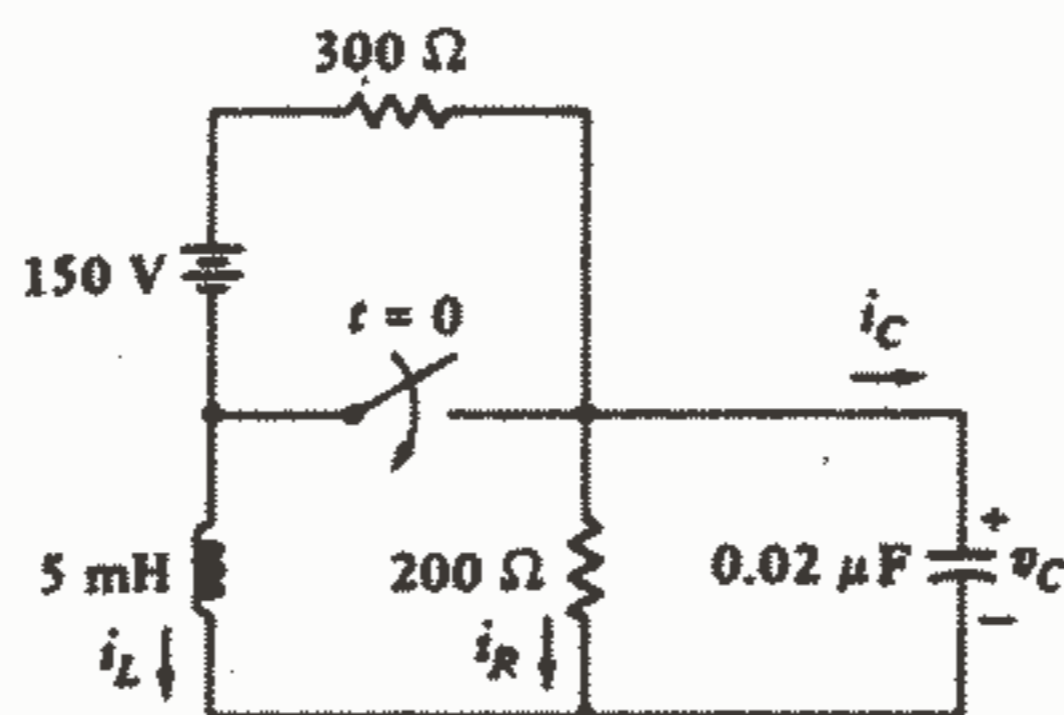 300 Ω
150 V
t = 0
i_C
5 mH
i_L
200 Ω
i_R
0.02 μF
+
v_C
−